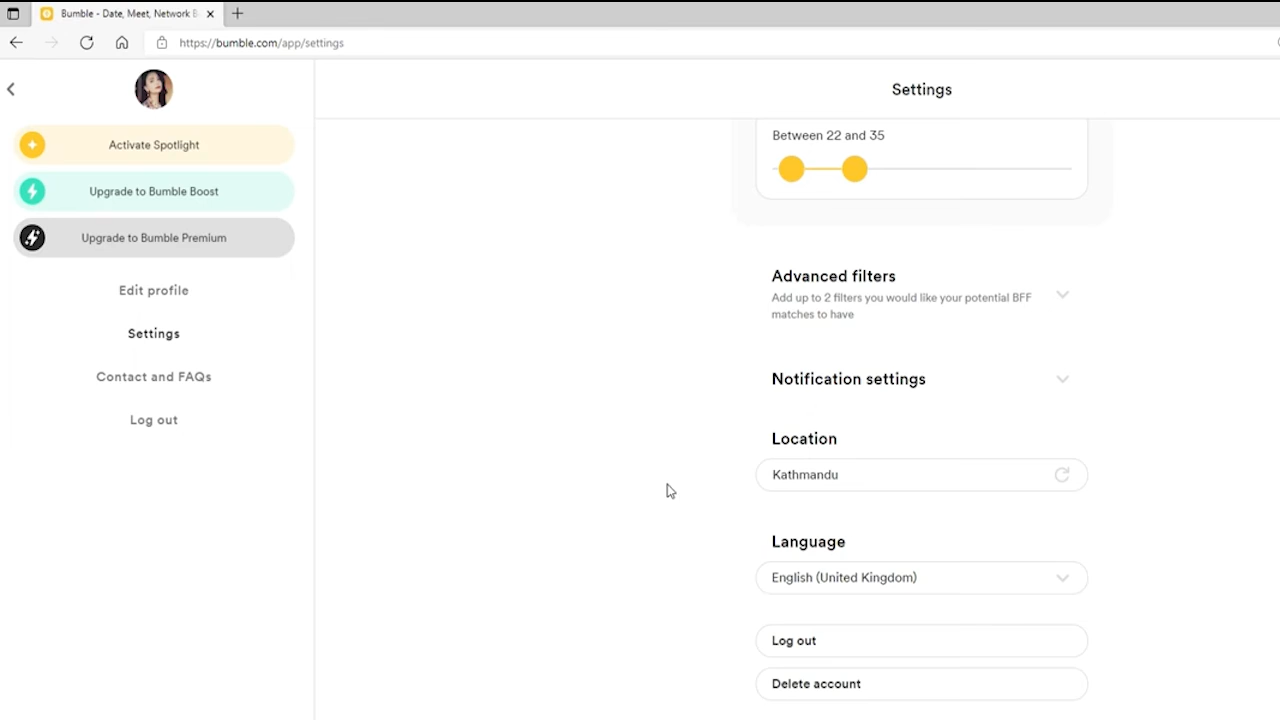 Bumble - Date, Meet, Network B
https://bumble.com/app/settings
Activate Spotlight
Upgrade to Bumble Boost
Upgrade to Bumble Premium
Edit profile
Settings
Contact and FAQs
Log out
Settings
Between 22 and 35
Advanced filters
Add up to 2 filters you would like your potential BFF
matches to have
Notification settings
Location
Kathmandu
Language
English (United Kingdom)
Log out
Delete account